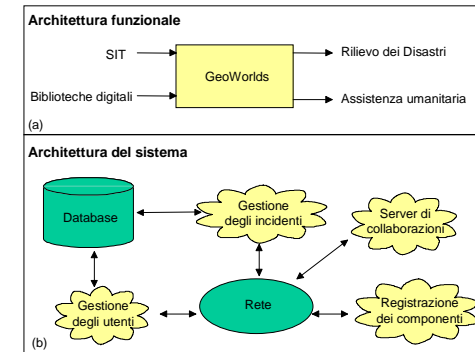 Architettura funzionale
SIT
Rilievo dei Disastri
GeoWorlds
Biblioteche digitali
Assistenza umanitaria
(a)
Architettura del sistema
Gestione
degli incidenti
Database
Server di
collaborazioni
Gestione
degli utenti
Rete
Registrazione
dei componenti
(b)